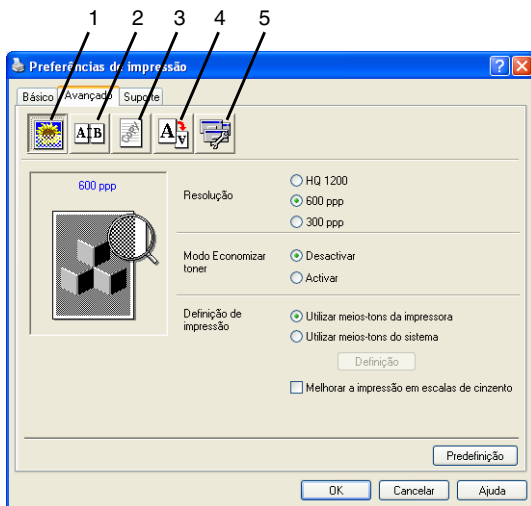 1 2 3 4 5
Preferências de impressão
Básico Avançado Suporte
A B COPY A V
600 ppp
Resolução
HQ 1200
600 ppp
300 ppp
Modo Economizar
toner
Desactivar
Activar
Definição de
impressão
Utilizar meios-tons da impressora
Utilizar meios-tons do sistema
Definição
Melhorar a impressão em escalas de cinzento
Predefinição
OK Cancelar Ajuda